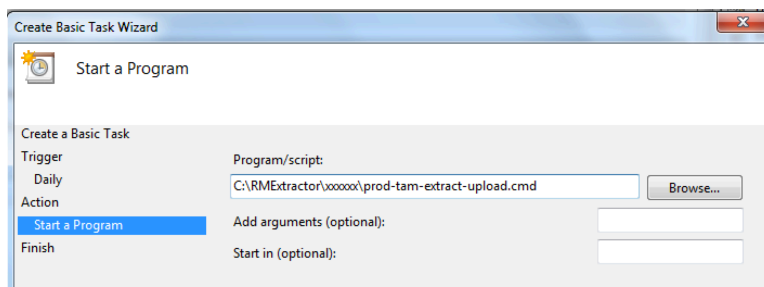 Create Basic Task Wizard
Start a Program
Create a Basic Task
Trigger
Daily
Action
Start a Program
Finish
Program/script:
C:\RMExtractor\xxxxxx\prod-tam-extract-upload.cmd
Browse...
Add arguments (optional):
Start in (optional):